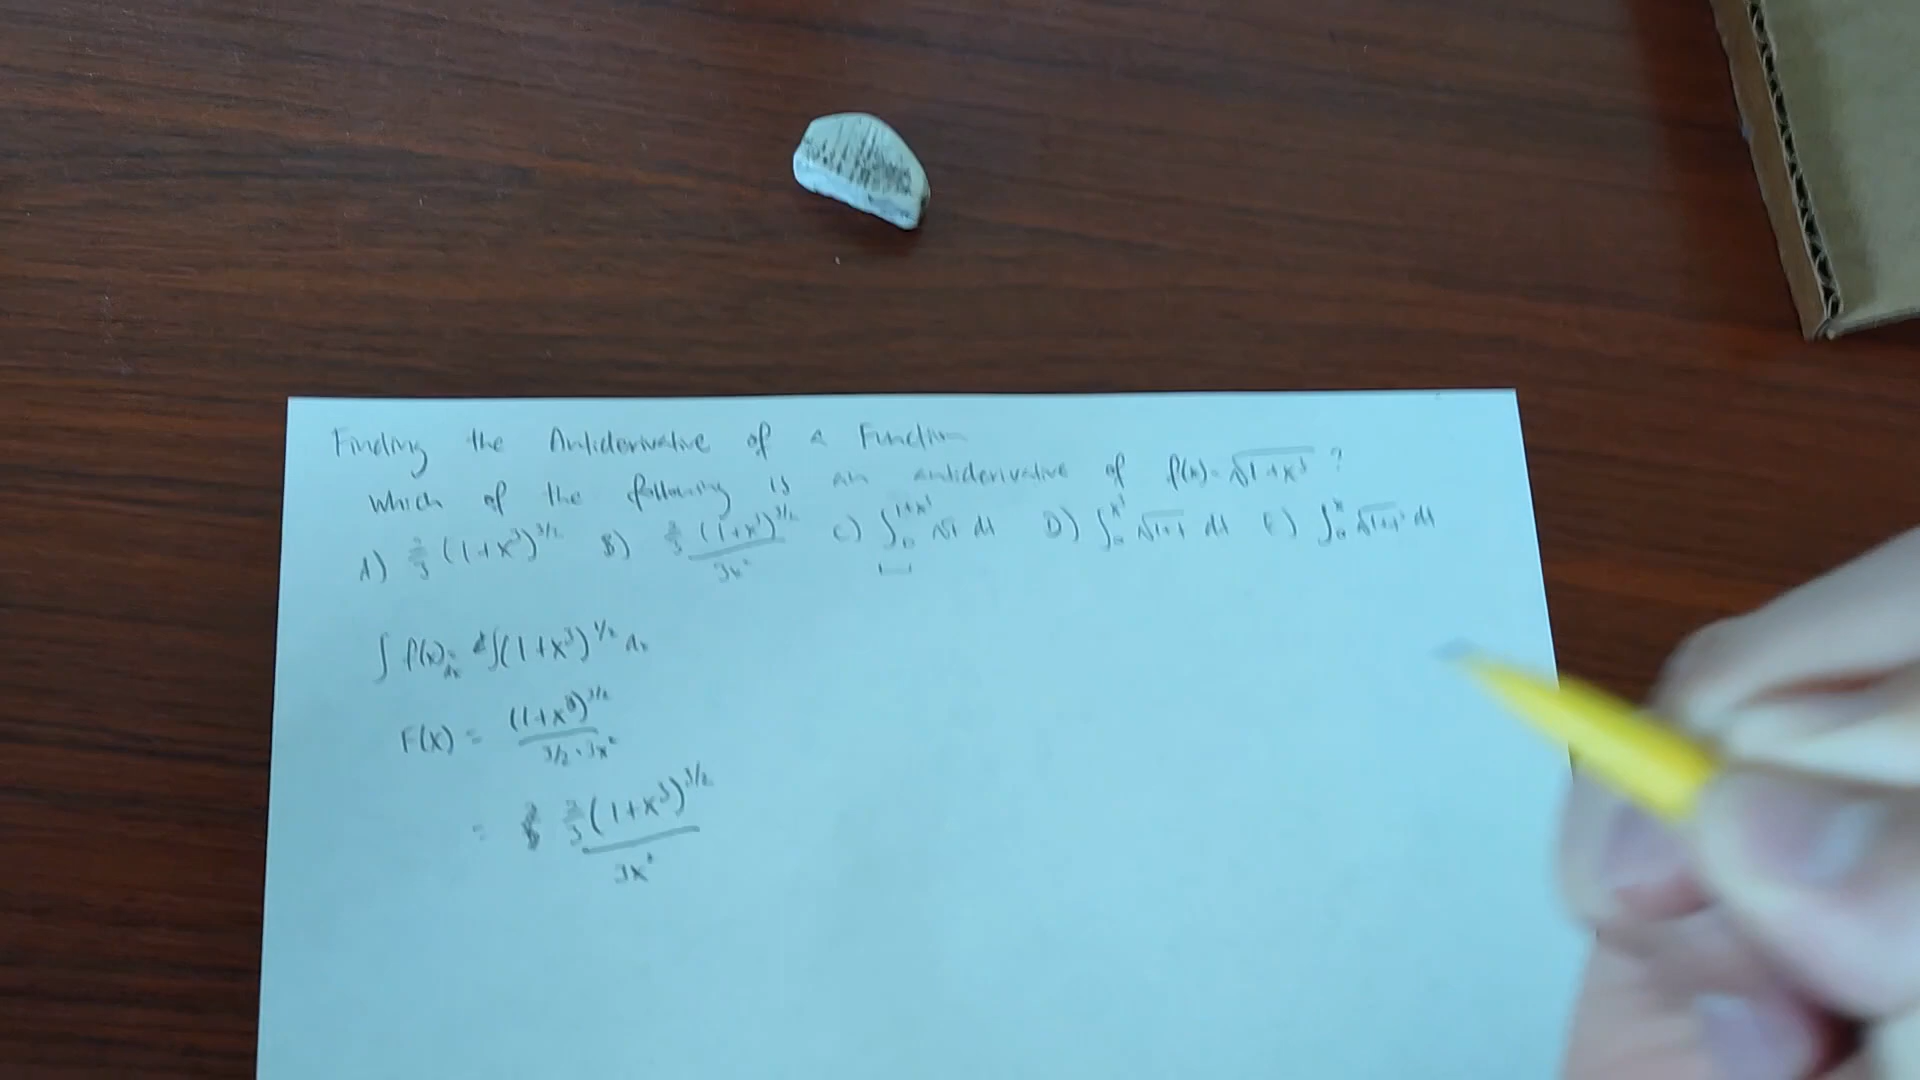 Finding the Antiderivative of a Function
Which of the following is an antiderivative of f(x)=√(1+x³)?
A) 2/3 (1+x³)^(3/2) B) 2/3 (1+x³)^(3/2) / 3x² C) ∫₀^(1+x³) √t dt D) ∫₀^(x³) √(1+t) dt E) ∫₀^x √(1+t³) dt
∫ f(x) dx = ∫(1+x³)^(1/2) dx
F(x) = (1+x³)^(3/2) / (3/2 · 3x²)
= 2/3 (1+x³)^(3/2) / 3x²